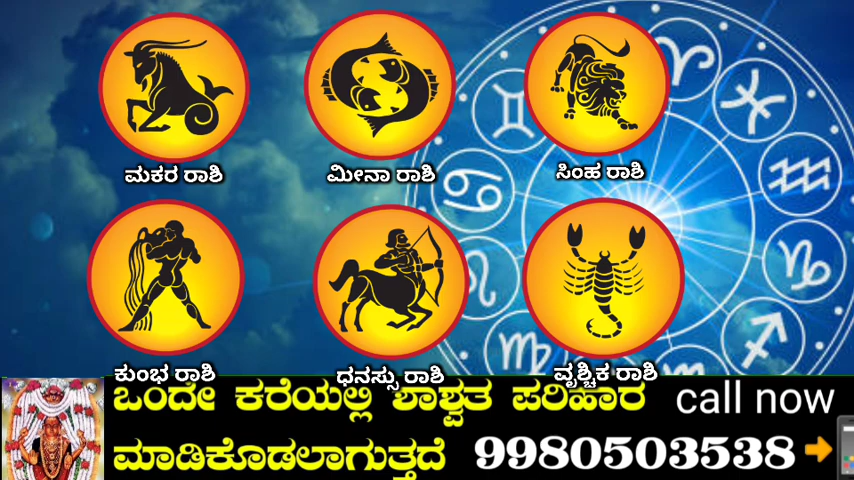 ಮಕರ ರಾಶಿ ಮೀನಾ ರಾಶಿ ಸಿಂಹ ರಾಶಿ
ಕುಂಭ ರಾಶಿ ಧನಸ್ಸು ರಾಶಿ ವೃಶ್ಚಿಕ ರಾಶಿ
ಒಂದೇ ಕರೆಯಲ್ಲಿ ಶಾಶ್ವತ ಪರಿಹಾರ call now
ಮಾಡಿಕೊಡಲಾಗುತ್ತದೆ 9980503538